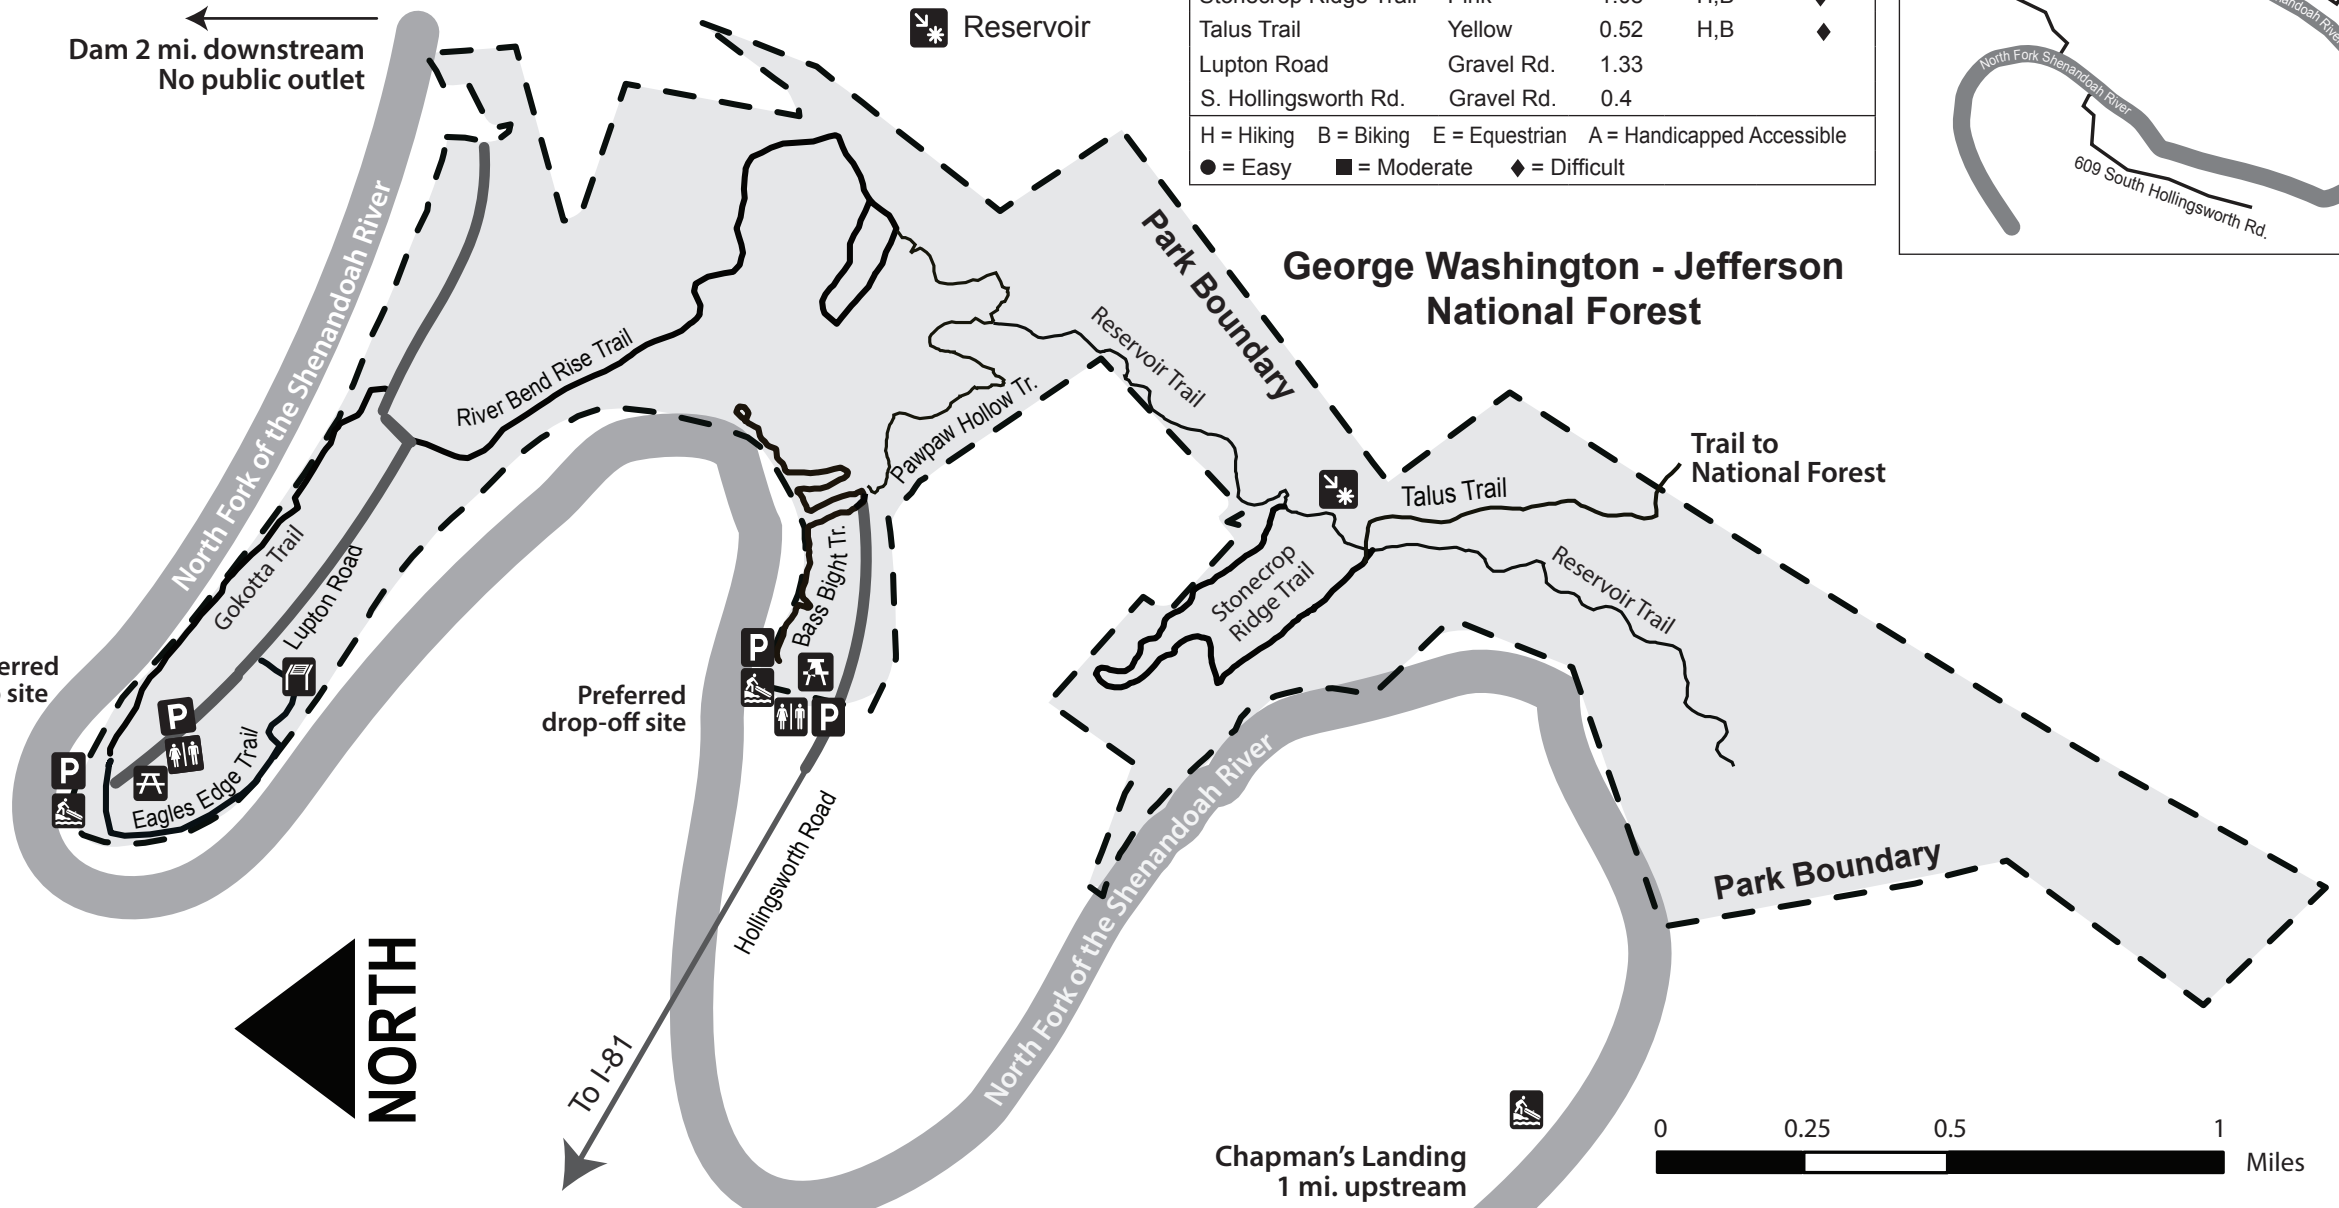 Dam 2 mi. downstream
No public outlet
Reservoir
Talus Trail Yellow 0.52 H,B ♦
Lupton Road Gravel Rd. 1.33
S. Hollingsworth Rd. Gravel Rd. 0.4
H = Hiking B = Biking E = Equestrian A = Handicapped Accessible
● = Easy ■ = Moderate ♦ = Difficult
North Fork Shenandoah River
609 South Hollingsworth Rd.
George Washington - Jefferson
National Forest
Park Boundary
North Fork of the Shenandoah River
River Bend Rise Trail
Reservoir Trail
Pawpaw Hollow Tr.
Trail to
National Forest
Talus Trail
Gokotta Trail
Lupton Road
Bass Bight Tr.
Stonecrop
Ridge Trail
Reservoir Trail
site
Preferred
drop-off site
P
P
P
P
Eagles Edge Trail
Hollingsworth Road
North Fork of the Shenandoah River
Park Boundary
NORTH
To I-81
Chapman's Landing
1 mi. upstream
0 0.25 0.5 1
Miles